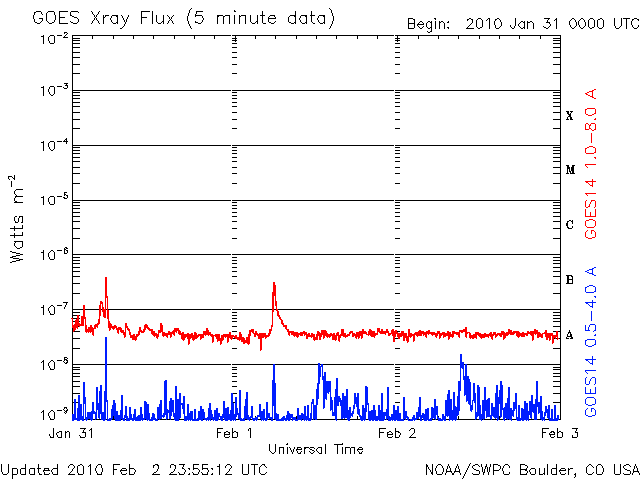 GOES Xray Flux (5 minute data)
Begin: 2010 Jan 31 0000 UTC
10⁻²
10⁻³
10⁻⁴
10⁻⁵
10⁻⁶
10⁻⁷
10⁻⁸
10⁻⁹
Watts m⁻²
X
M
C
B
A
GOES14 1.0-8.0 A
GOES14 0.5-4.0 A
Jan 31
Feb 1
Feb 2
Feb 3
Universal Time
Updated 2010 Feb 2 23:55:12 UTC
NOAA/SWPC Boulder, CO USA